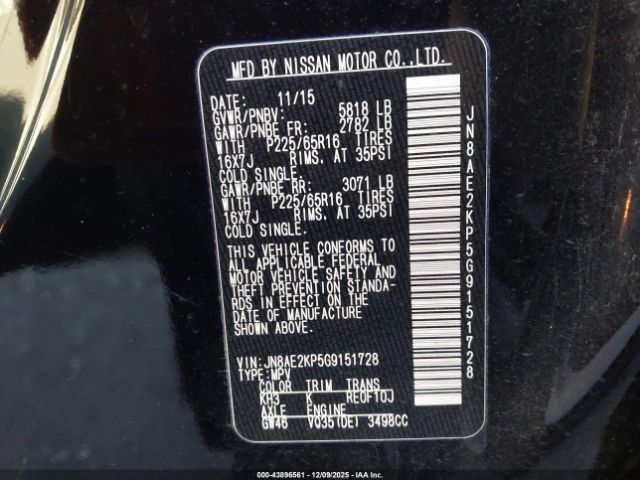 MFD BY NISSAN MOTOR CO.,LTD.
DATE: 11/15
GVWR/PNBV: 5818 LB
GAWR/PNBE FR: 2782 LB
WITH P225/65R16 TIRES
16X7J RIMS, AT 35PSI
COLD SINGLE.
GAWR/PNBE RR: 3071 LB
WITH P225/65R16 TIRES
16X7J RIMS, AT 35PSI
COLD SINGLE.
THIS VEHICLE CONFORMS TO
ALL APPLICABLE FEDERAL
MOTOR VEHICLE SAFETY AND
THEFT PREVENTION STANDA-
RDS IN EFFECT ON THE
DATE OF MANUFACTURE
SHOWN ABOVE.
VIN: JN8AE2KP5G9151728
TYPE: MPV
COLOR TRIM TRANS
KH3 K RE0F10J
AXLE ENGINE
GW46 VQ35(DE) 3498CC
JN8AE2KP5G9151728
000-43896561 - 12/09/2025 - IAAI.COM